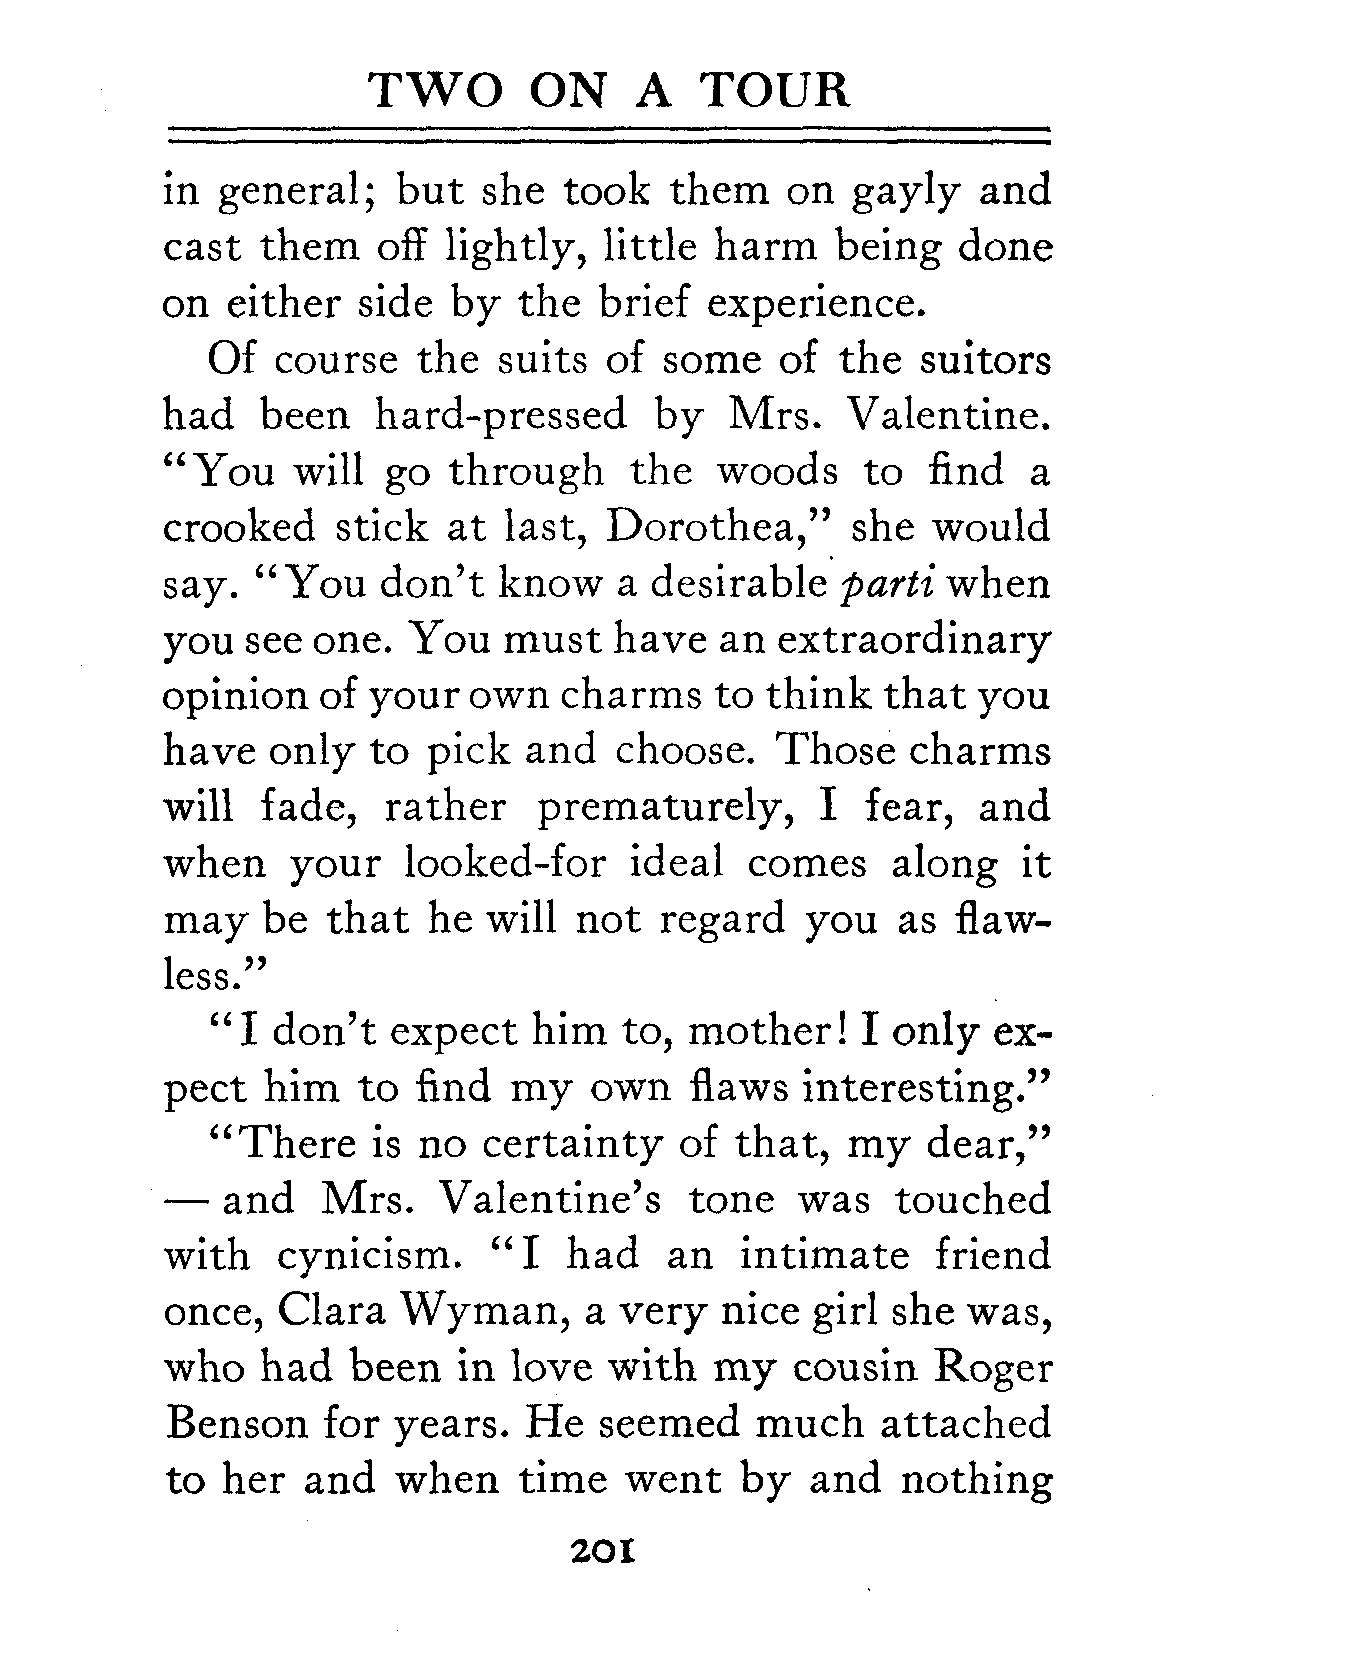 TWO ON A TOUR
in general; but she took them on gayly and
cast them off lightly, little harm being done
on either side by the brief experience.
Of course the suits of some of the suitors
had been hard-pressed by Mrs. Valentine.
“You will go through the woods to find a
crooked stick at last, Dorothea,” she would
say. “You don’t know a desirable parti when
you see one. You must have an extraordinary
opinion of your own charms to think that you
have only to pick and choose. Those charms
will fade, rather prematurely, I fear, and
when your looked-for ideal comes along it
may be that he will not regard you as flaw-
less.”
“I don’t expect him to, mother! I only ex-
pect him to find my own flaws interesting.”
“There is no certainty of that, my dear,”
— and Mrs. Valentine’s tone was touched
with cynicism. “I had an intimate friend
once, Clara Wyman, a very nice girl she was,
who had been in love with my cousin Roger
Benson for years. He seemed much attached
to her and when time went by and nothing
201